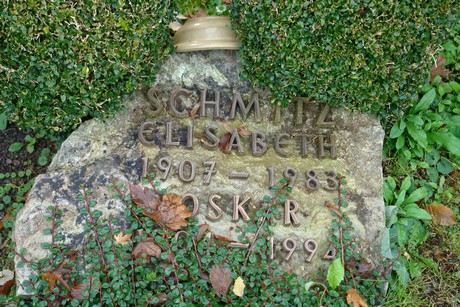 SCHMITZ
ELISABETH
1907 – 1983
OSKAR
– 1994